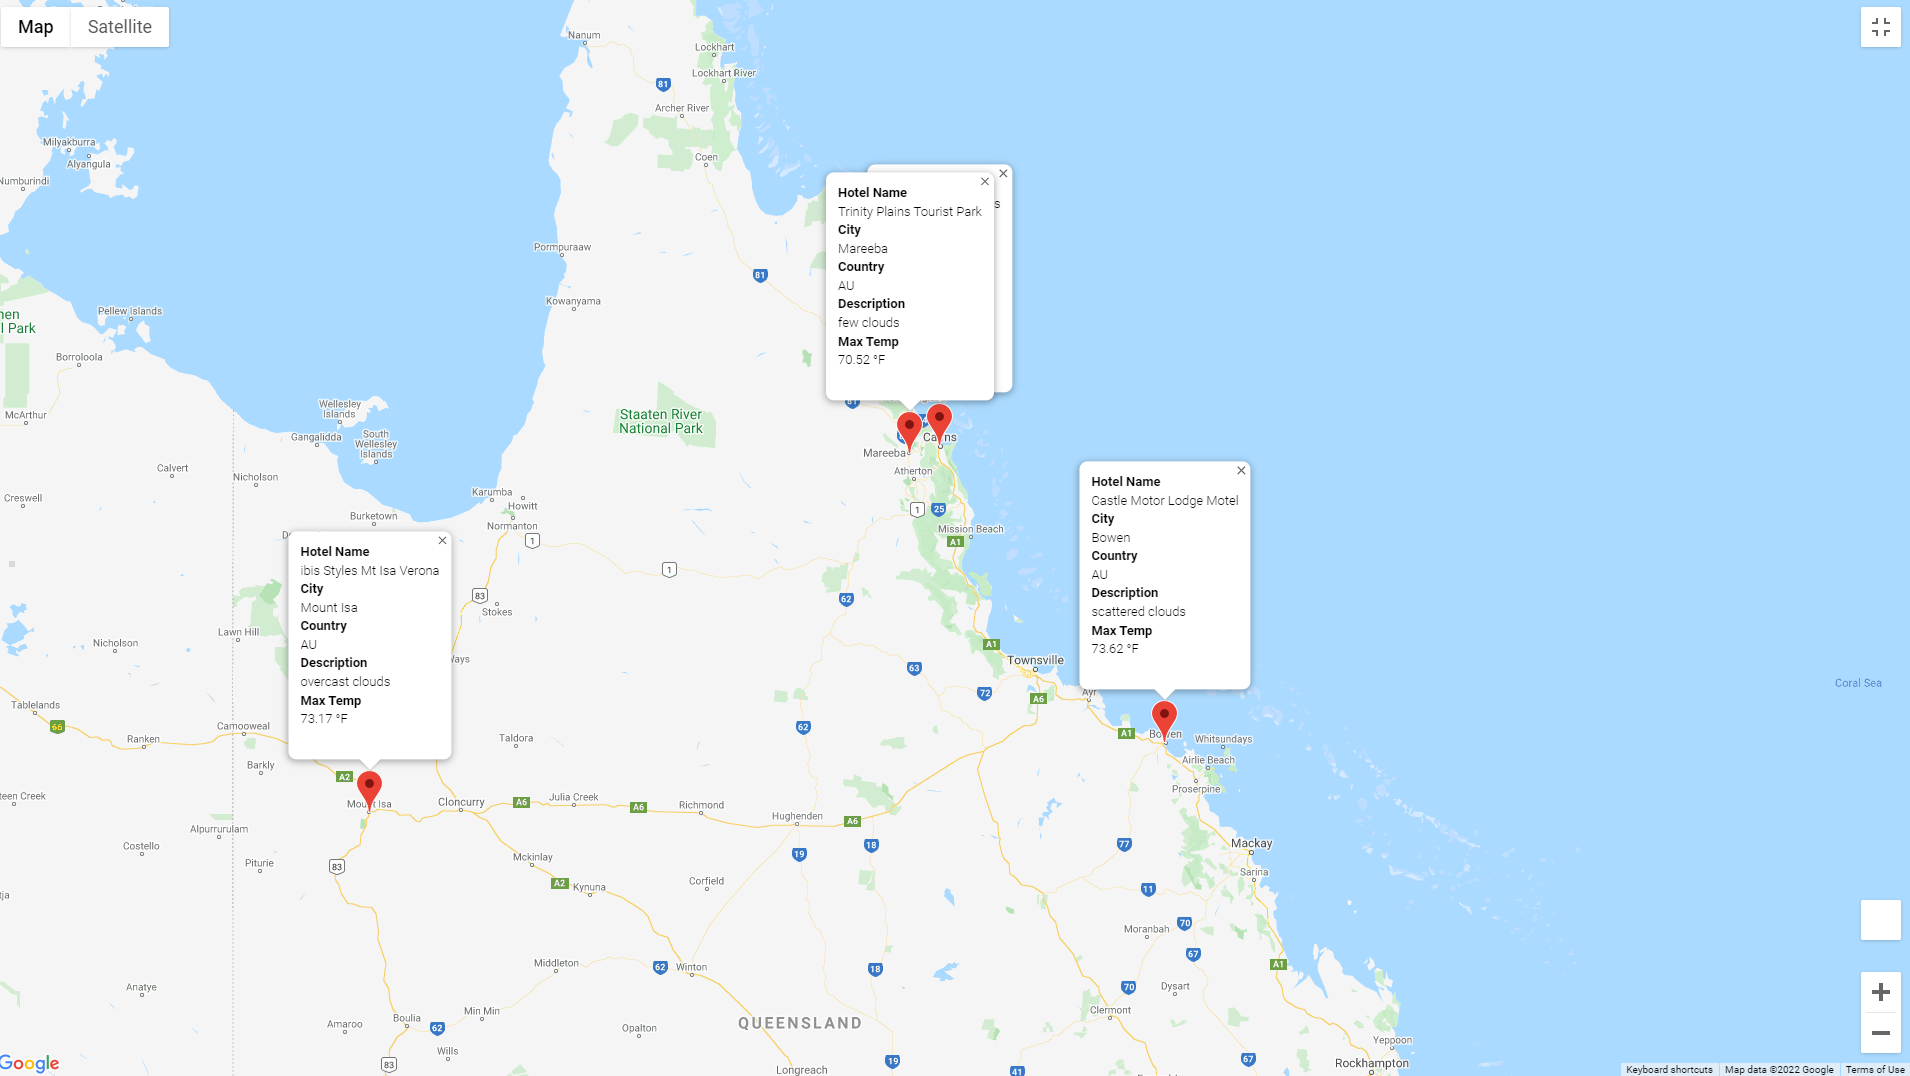 Map
Satellite
Nanum
Lockhart
Lockhart River
81
Archer River
Coen
Milyakburra
Alyangula
Numburindi
Hotel Name
Trinity Plains Tourist Park
City
Mareeba
Country
AU
Description
few clouds
Max Temp
70.52 °F
s
Pormpuraaw
81
Kowanyama
Pellew Islands
l Park
Borroloola
McArthur
Wellesley
Islands
Gangalidda
South
Wellesley
Islands
Staaten River
National Park
81
Cairns
Mareeba
Atherton
Calvert
Nicholson
Creswell
Karumba
Howitt
Burketown
Normanton
1
1
1
25
Mission Beach
A1
Hotel Name
Castle Motor Lodge Motel
City
Bowen
Country
AU
Description
scattered clouds
Max Temp
73.62 °F
Hotel Name
ibis Styles Mt Isa Verona
City
Mount Isa
Country
AU
Description
overcast clouds
Max Temp
73.17 °F
83
Stokes
62
Lawn Hill
Nicholson
Ways
A1
Townsville
63
72
A6
Ayr
Coral Sea
Tablelands
66
Ranken
Camooweal
Barkly
62
Taldora
A1
Bowen
Whitsundays
Airlie Beach
Proserpine
A2
Mount Isa
Cloncurry
A6
Julia Creek
A6
Richmond
Hughenden
A6
teen Creek
Alpurrurulam
Costello
Piturie
83
Mckinlay
A2
Kynuna
Corfield
19
18
77
Mackay
Sarina
11
70
Moranbah
67
A1
Middleton
62
Winton
18
70
Dysart
Clermont
Anatye
Amaroo
Boulia
62
Min Min
Opalton
QUEENSLAND
Wills
83
Longreach
19
41
67
Yeppoon
Rockhampton
Google
Keyboard shortcuts
Map data ©2022 Google
Terms of Use